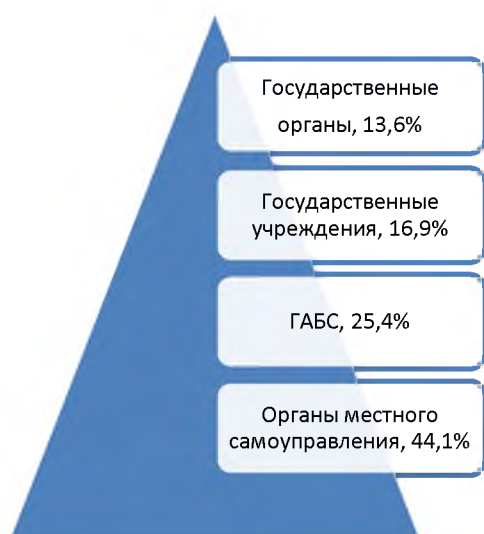 Государственные
органы, 13,6%
Государственные
учреждения, 16,9%
ГАБС, 25,4%
Органы местного
самоуправления, 44,1%